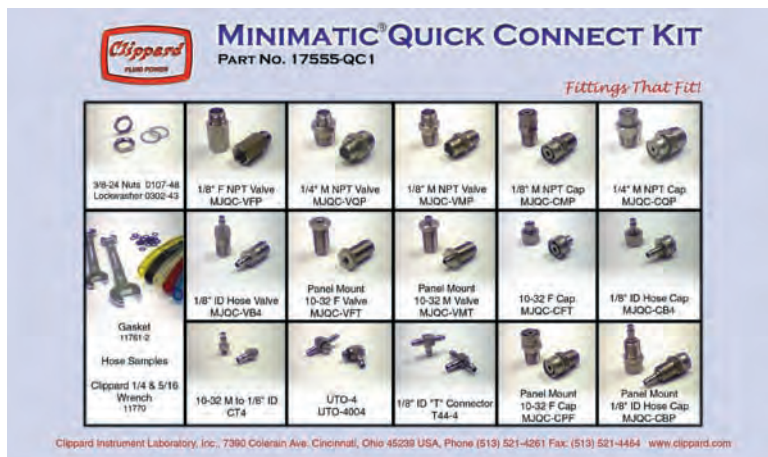 Clippard
FLUID POWER
MINIMATIC® QUICK CONNECT KIT
PART NO. 17555-QC1
Fittings That Fit!
3/8-24 Nuts 0107-48
Lockwasher 0302-43
1/8" F NPT Valve
MJQC-VFP
1/4" M NPT Valve
MJQC-VQP
1/8" M NPT Valve
MJQC-VMP
1/8" M NPT Cap
MJQC-CMP
1/4" M NPT Cap
MJQC-CQP
Gasket
11761-2
Hose Samples
Clippard 1/4 & 5/16
Wrench
11770
1/8" ID Hose Valve
MJQC-VB4
Panel Mount
10-32 F Valve
MJQC-VFT
Panel Mount
10-32 M Valve
MJQC-VMT
10-32 F Cap
MJQC-CFT
1/8" ID Hose Cap
MJQC-CB4
10-32 M to 1/8" ID
CT4
UTO-4
UTO-4004
1/8" ID "T" Connector
T44-4
Panel Mount
10-32 F Cap
MJQC-CPF
Panel Mount
1/8" ID Hose Cap
MJQC-CBP
Clippard Instrument Laboratory, Inc., 7390 Colerain Ave. Cincinnati, Ohio 45239 USA, Phone (513) 521-4261 Fax: (513) 521-4464 www.clippard.com